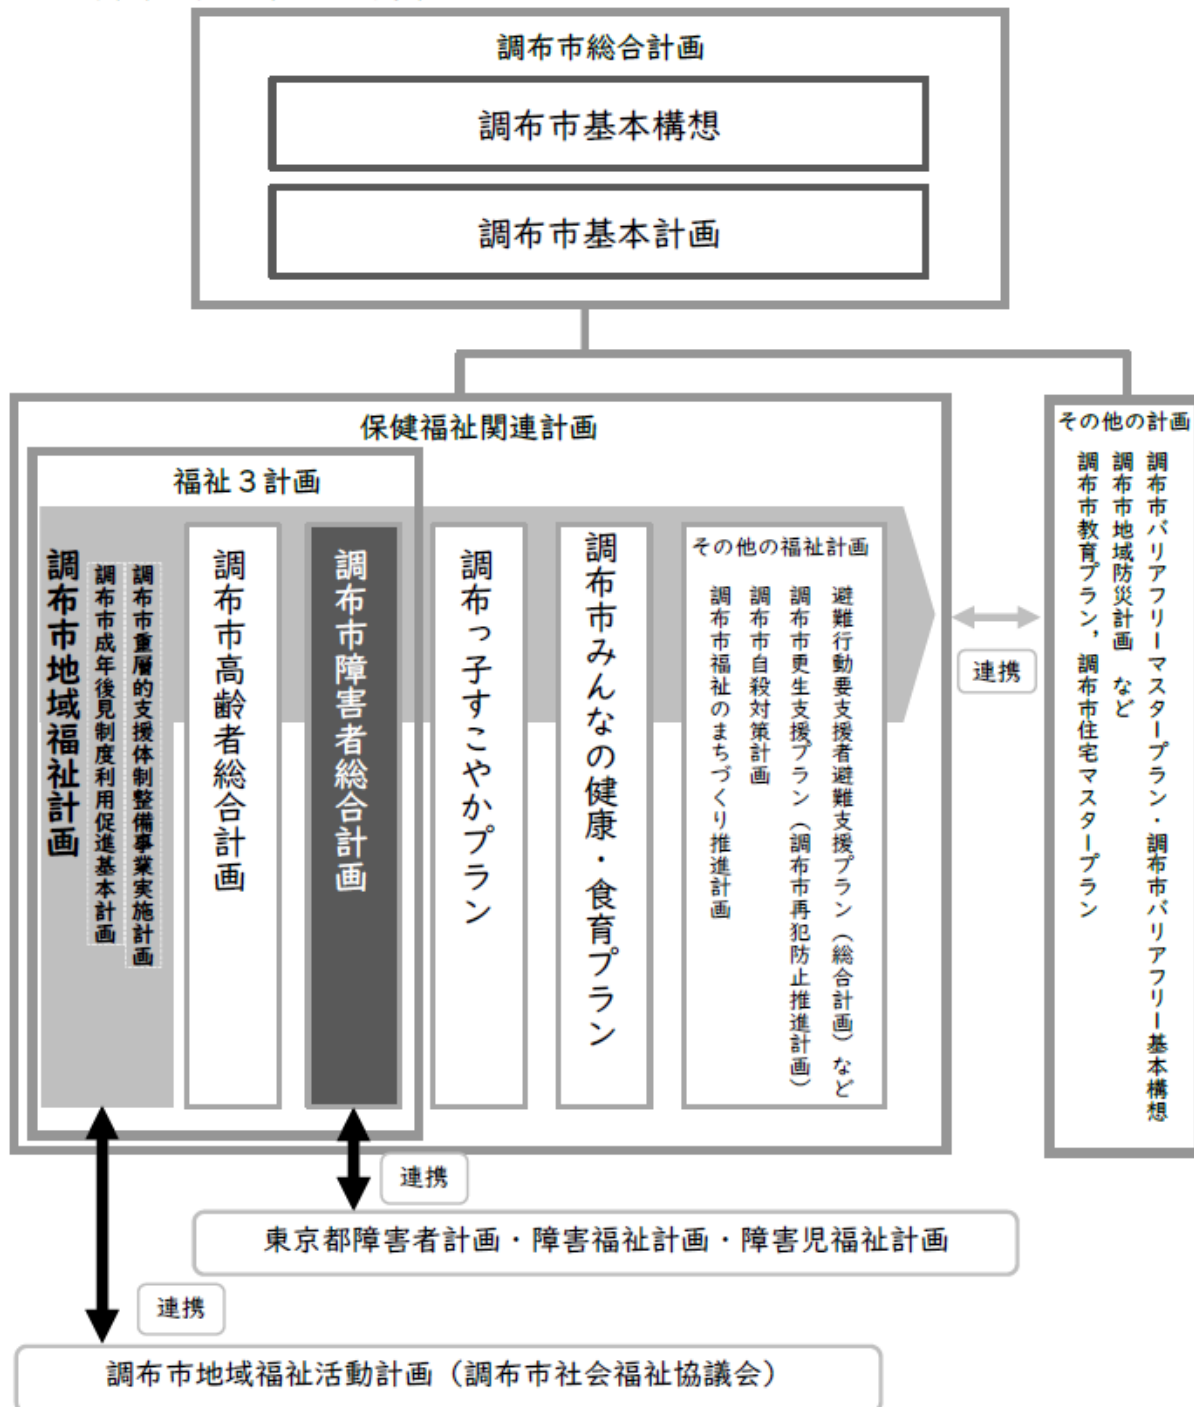 調布市総合計画
調布市基本構想
調布市基本計画
保健福祉関連計画
福祉3計画
調布市地域福祉計画
調布市成年後見制度利用促進基本計画
調布市重層的支援体制整備事業実施計画
調布市高齢者総合計画
調布市障害者総合計画
調布っ子すこやかプラン
調布市みんなの健康・食育プラン
その他の福祉計画
避難行動要支援者避難支援プラン（総合計画）など
調布市更生支援プラン（調布市再犯防止推進計画）
調布市自殺対策計画
調布市福祉のまちづくり推進計画
連携
その他の計画
調布市バリアフリーマスタープラン・調布市バリアフリー基本構想
調布市地域防災計画 など
調布市教育プラン，調布市住宅マスタープラン
連携
東京都障害者計画・障害福祉計画・障害児福祉計画
連携
調布市地域福祉活動計画（調布市社会福祉協議会）